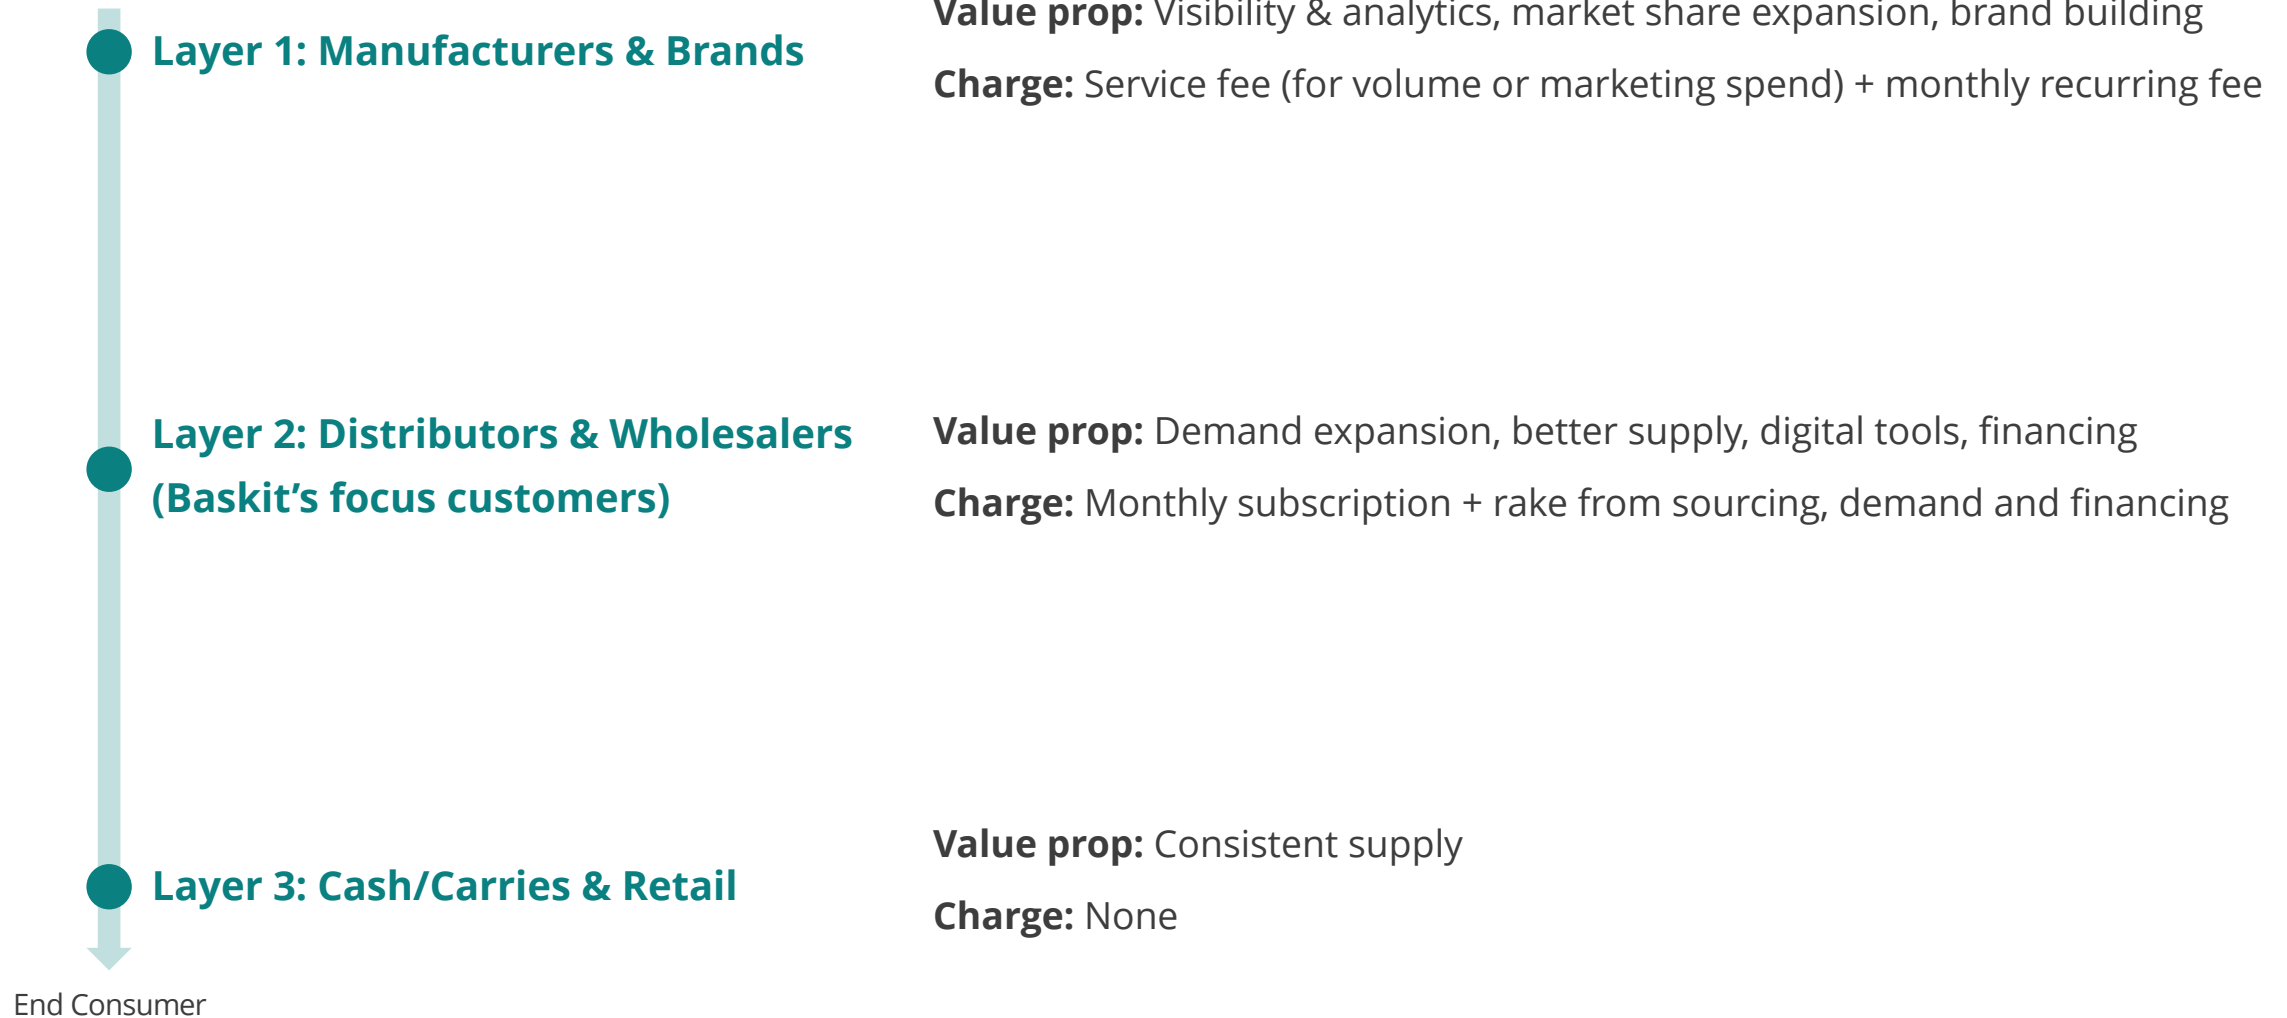 Value prop: Visibility & analytics, market share expansion, brand building
Layer 1: Manufacturers & Brands
Charge: Service fee (for volume or marketing spend) + monthly recurring fee
Layer 2: Distributors & Wholesalers
(Baskit’s focus customers)
Value prop: Demand expansion, better supply, digital tools, financing
Charge: Monthly subscription + rake from sourcing, demand and financing
Layer 3: Cash/Carries & Retail
Value prop: Consistent supply
Charge: None
End Consumer